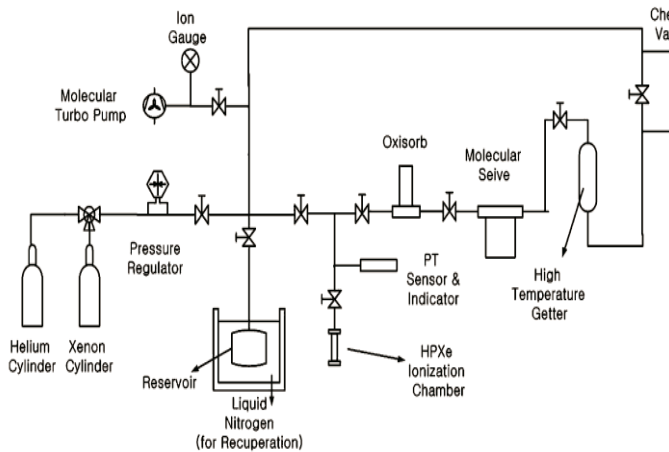 Ion
Gauge
Molecular
Turbo Pump
Oxisorb
Molecular
Seive
Pressure
Regulator
PT
Sensor &
Indicator
High
Temperature
Getter
Helium
Cylinder
Xenon
Cylinder
Reservoir
HPXe
Ionization
Chamber
Liquid
Nitrogen
(for Recuperation)